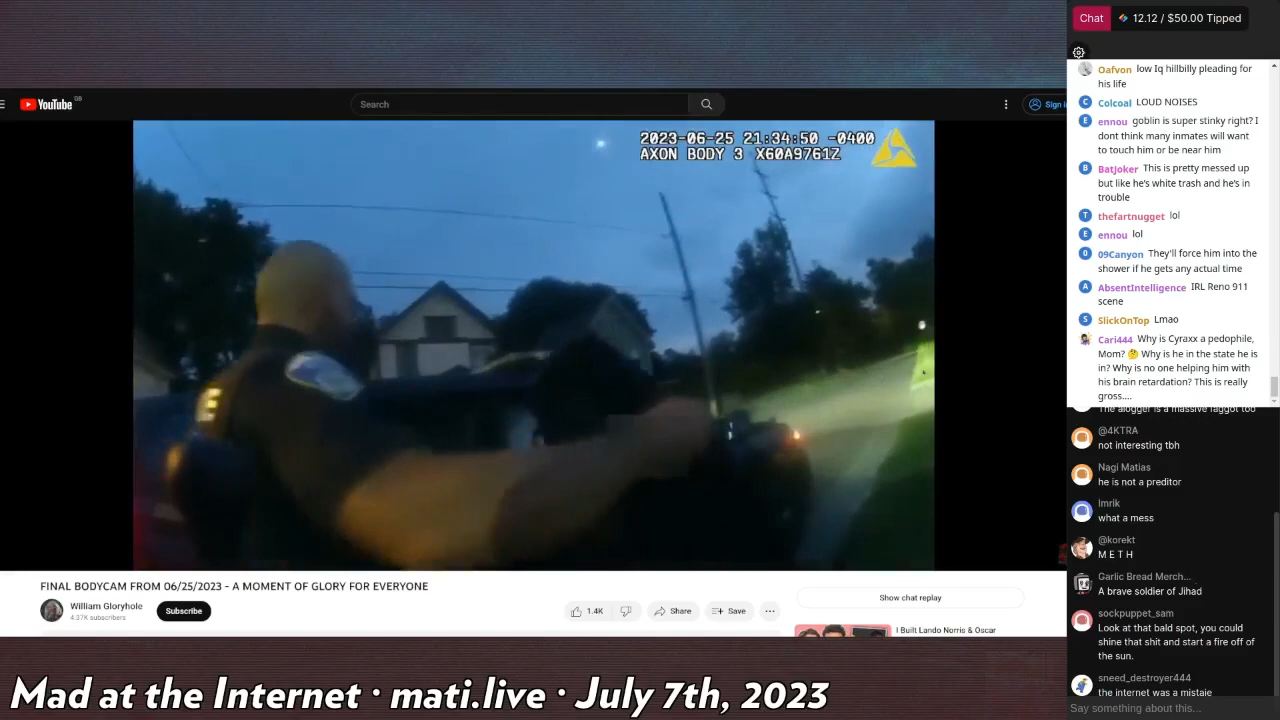 YouTube GB
Search
Sign i
2023-06-25 21:34:50 -0400
AXON BODY 3 X60A9761Z
FINAL BODYCAM FROM 06/25/2023 - A MOMENT OF GLORY FOR EVERYONE
William Gloryhole
4.37K subscribers
Subscribe
1.4K
Share
Save
Show chat replay
I Built Lando Norris & Oscar
Mad at the Internet · mati.live · July 7th, 2023
Chat
12.12 / $50.00 Tipped
Oafvon low Iq hillbilly pleading for
his life
Colcoal LOUD NOISES
ennou goblin is super stinky right? I
dont think many inmates will want
to touch him or be near him
BatJoker This is pretty messed up
but like he's white trash and he's in
trouble
thefartnugget lol
ennou lol
09Canyon They'll force him into the
shower if he gets any actual time
AbsentIntelligence IRL Reno 911
scene
SlickOnTop Lmao
Cari444 Why is Cyraxx a pedophile,
Mom? 🤔 Why is he in the state he is
in? Why is no one helping him with
his brain retardation? This is really
gross....
The alogger is a massive faggot too
@4KTRA
not interesting tbh
Nagi Matias
he is not a preditor
lmrik
what a mess
@korekt
M E T H
Garlic Bread Merch...
A brave soldier of Jihad
sockpuppet_sam
Look at that bald spot, you could
shine that shit and start a fire off of
the sun.
sneed_destroyer444
the internet was a mistaje
Say something about this...